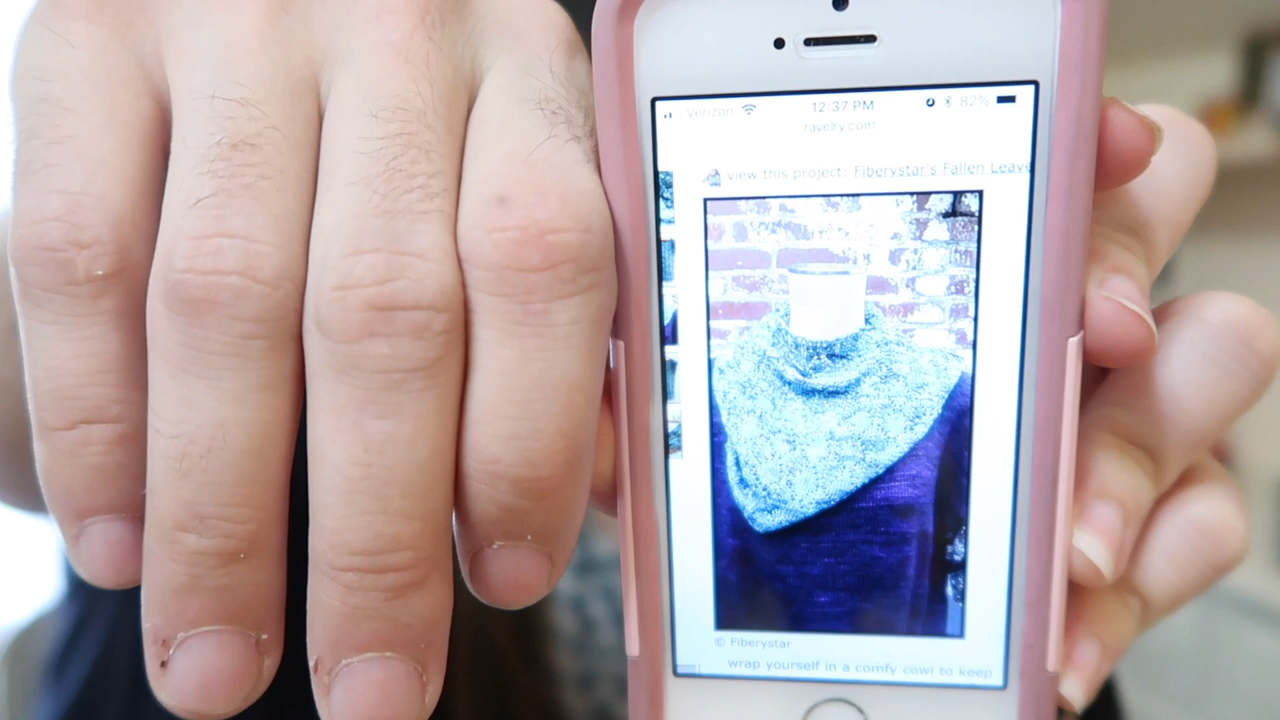 verizon 12:37 PM 82%
ravelry.com
view this project: Fiberystar's Fallen Leave
© Fiberystar
wrap yourself in a comfy cowl to keep